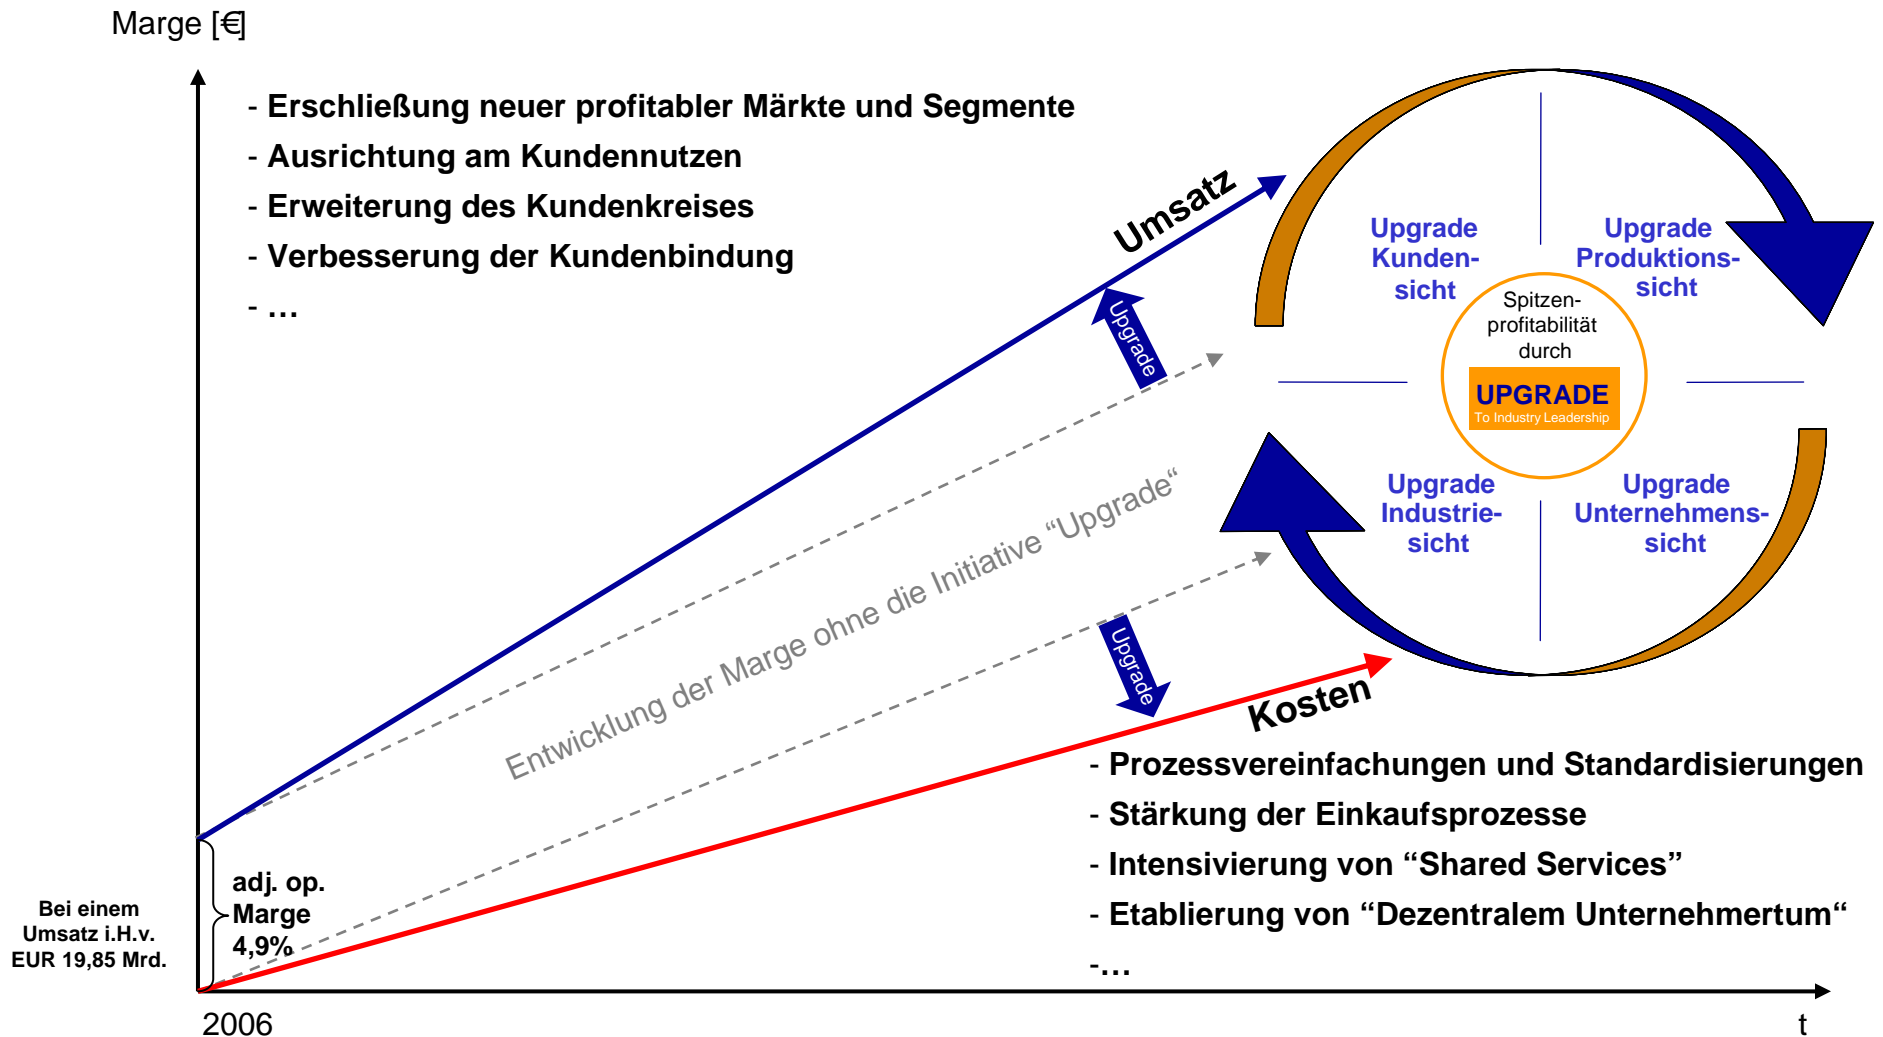 Marge [€]
- Erschließung neuer profitabler Märkte und Segmente
- Ausrichtung am Kundennutzen
- Erweiterung des Kundenkreises
- Verbesserung der Kundenbindung
- …
Umsatz
Upgrade
Entwicklung der Marge ohne die Initiative “Upgrade“
Upgrade
Kosten
Upgrade
Kunden-
sicht
Upgrade
Produktions-
sicht
Spitzen-
profitabilität
durch
UPGRADE
To Industry Leadership
Upgrade
Industrie-
sicht
Upgrade
Unternehmens-
sicht
- Prozessvereinfachungen und Standardisierungen
- Stärkung der Einkaufsprozesse
- Intensivierung von “Shared Services”
- Etablierung von “Dezentralem Unternehmertum“
-…
adj. op.
Marge
4,9%
Bei einem
Umsatz i.H.v.
EUR 19,85 Mrd.
2006
t